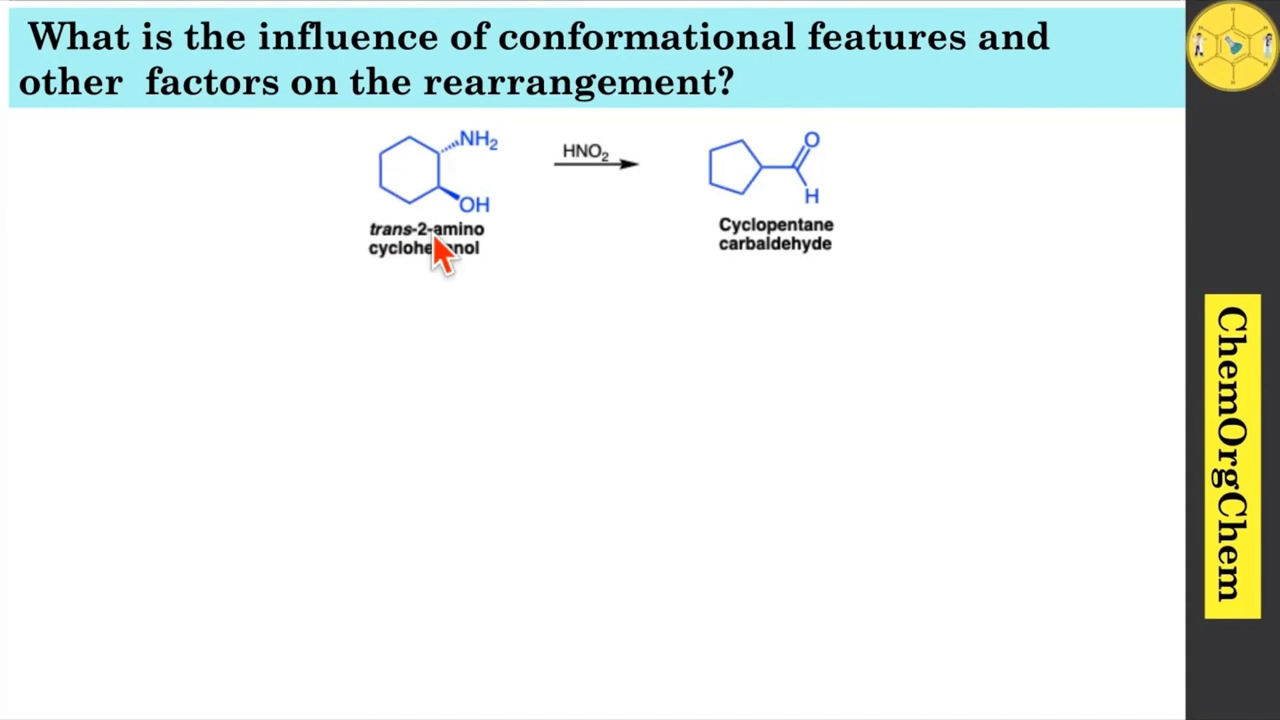 What is the influence of conformational features and
other factors on the rearrangement?
NH2
OH
trans-2-amino
HNO2
O
H
Cyclopentane
carbaldehyde
ChemOrgChem